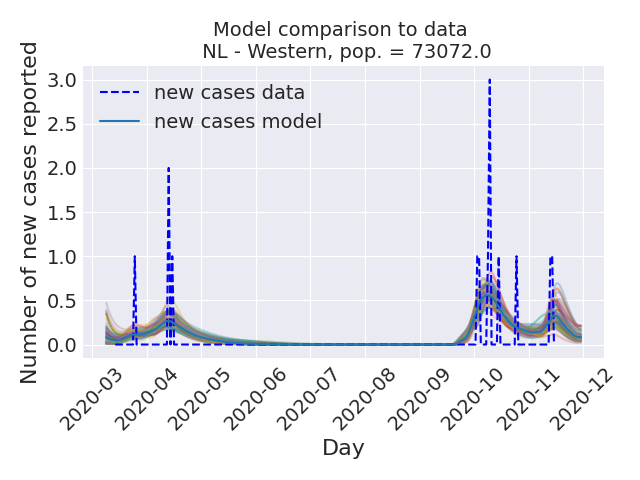 Model comparison to data
NL - Western, pop. = 73072.0
Number of new cases reported
3.0
2.5
2.0
1.5
1.0
0.5
0.0
new cases data
new cases model
2020-03
2020-04
2020-05
2020-06
2020-07
2020-08
2020-09
2020-10
2020-11
2020-12
Day